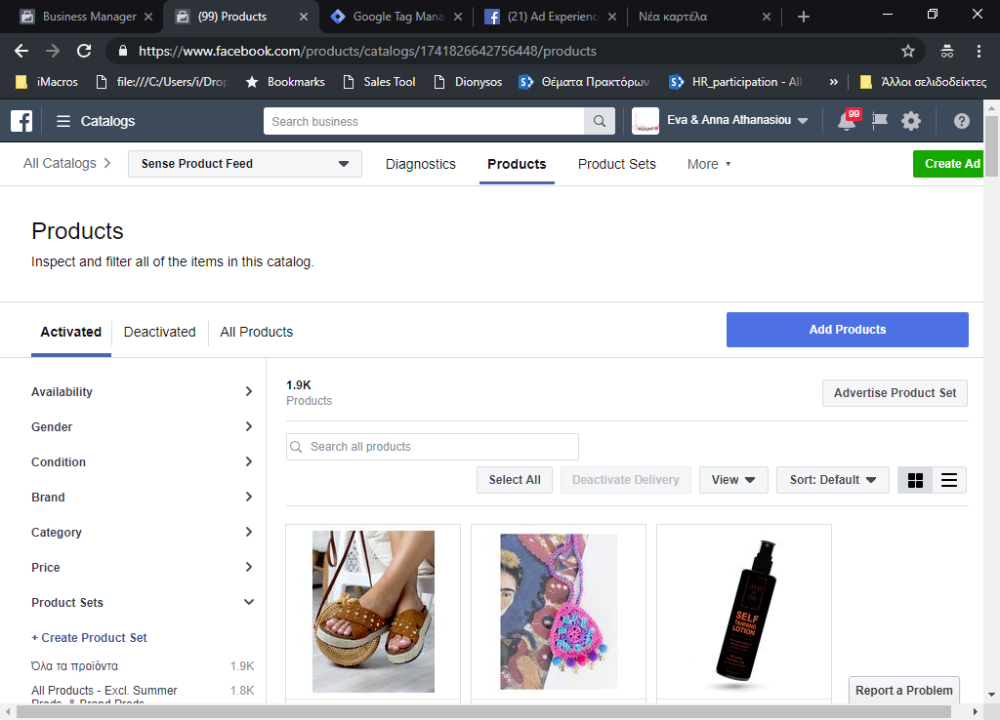 Business Manager
(99) Products
Google Tag Mana
(21) Ad Experienc
Νέα καρτέλα
https://www.facebook.com/products/catalogs/1741826642756448/products
iMacros
file:///C:/Users/i/Drop
Bookmarks
Sales Tool
Dionysos
Θέματα Πρακτόρων
HR_participation - All
»
Άλλοι σελιδοδείκτες
Catalogs
Search business
Eva & Anna Athanasiou
99
All Catalogs
Sense Product Feed
Diagnostics
Products
Product Sets
More
Create Ad
Products
Inspect and filter all of the items in this catalog.
Activated
Deactivated
All Products
Add Products
Availability
Gender
Condition
Brand
Category
Price
Product Sets
+ Create Product Set
Όλα τα προϊόντα 1.9K
All Products - Excl. Summer 1.8K
Prods. & Brand Prods.
1.9K
Products
Advertise Product Set
Search all products
Select All
Deactivate Delivery
View
Sort: Default
SELF
TANNING
LOTION
Report a Problem